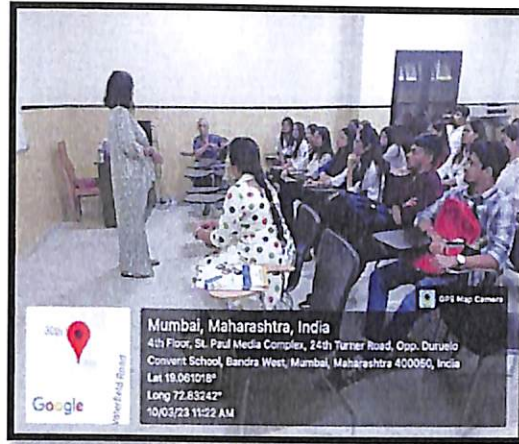 GPS Map Camera
Mumbai, Maharashtra, India
4th Floor, St. Paul Media Complex, 24th Turner Road, Opp. Duruelo
Convent School, Bandra West, Mumbai, Maharashtra 400050, India
Lat 19.061018°
Long 72.83242°
10/03/23 11:22 AM
Google